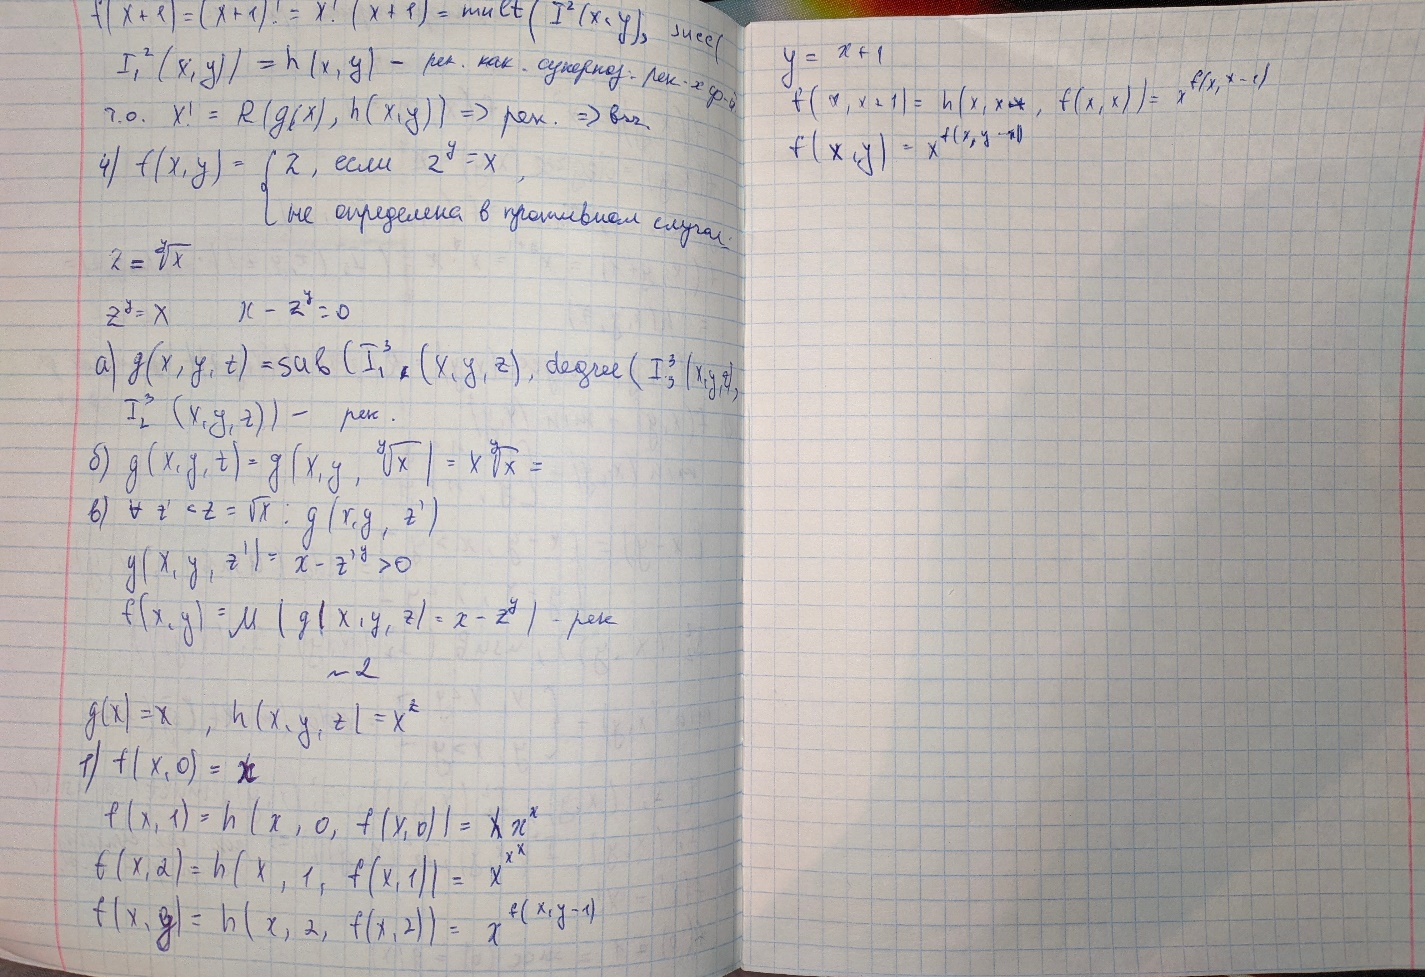 f(x+1)=(x+1)!=x!(x+1)=mult(I²(x,y), succ(
I₁²(x,y))=h(x,y) – рек. как. суперпоз. рек-х ф-й
т.о. x! = R(g(x), h(x,y)) => рек. => выч.
4) f(x,y) = { z, если z^y = x,
не определена в противном случае.
z = ^y√x
z^y = x x - z^y = 0
а) g(x, y, z) = sub(I₁³(x,y,z), degree(I₃³(x,y,z),
I₂³(x,y,z)) – рек.
б) g(x,y,z) = g(x,y, ^y√x) = x ^y√x =
в) ∀ z' < z = √x : g(x,y, z')
g(x, y, z') = x - z'^y > 0
f(x,y) = M(g(x,y,z) = x - z^y) - рек
~2
g(x) = x , h(x,y,z) = x^z
1) f(x,0) = x
f(x,1) = h(x, 0, f(x,0)) = x^x
f(x,2) = h(x, 1, f(x,1)) = x^x^x
f(x,y) = h(x, 2, f(x,2)) = x^f(x,y-1)
y = x+1
f(x, x+1) = h(x, x, f(x,x)) = x^f(x,x-1)
f(x,y) = x^f(x,y-1)